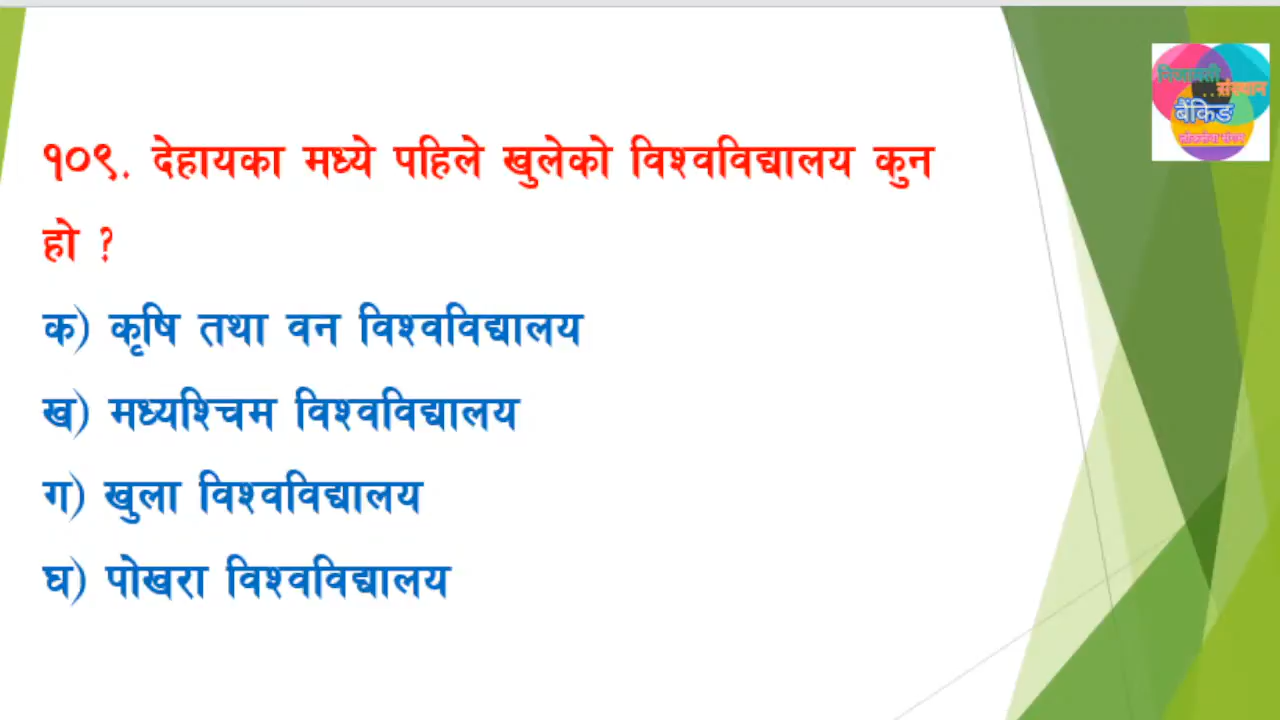 १०९. देहायका मध्ये पहिले खुलेको विश्वविद्यालय कुन
हो ?
क) कृषि तथा वन विश्वविद्यालय
ख) मध्यश्चिम विश्वविद्यालय
ग) खुला विश्वविद्यालय
घ) पोखरा विश्वविद्यालय
संस्थान
बैंकिङ